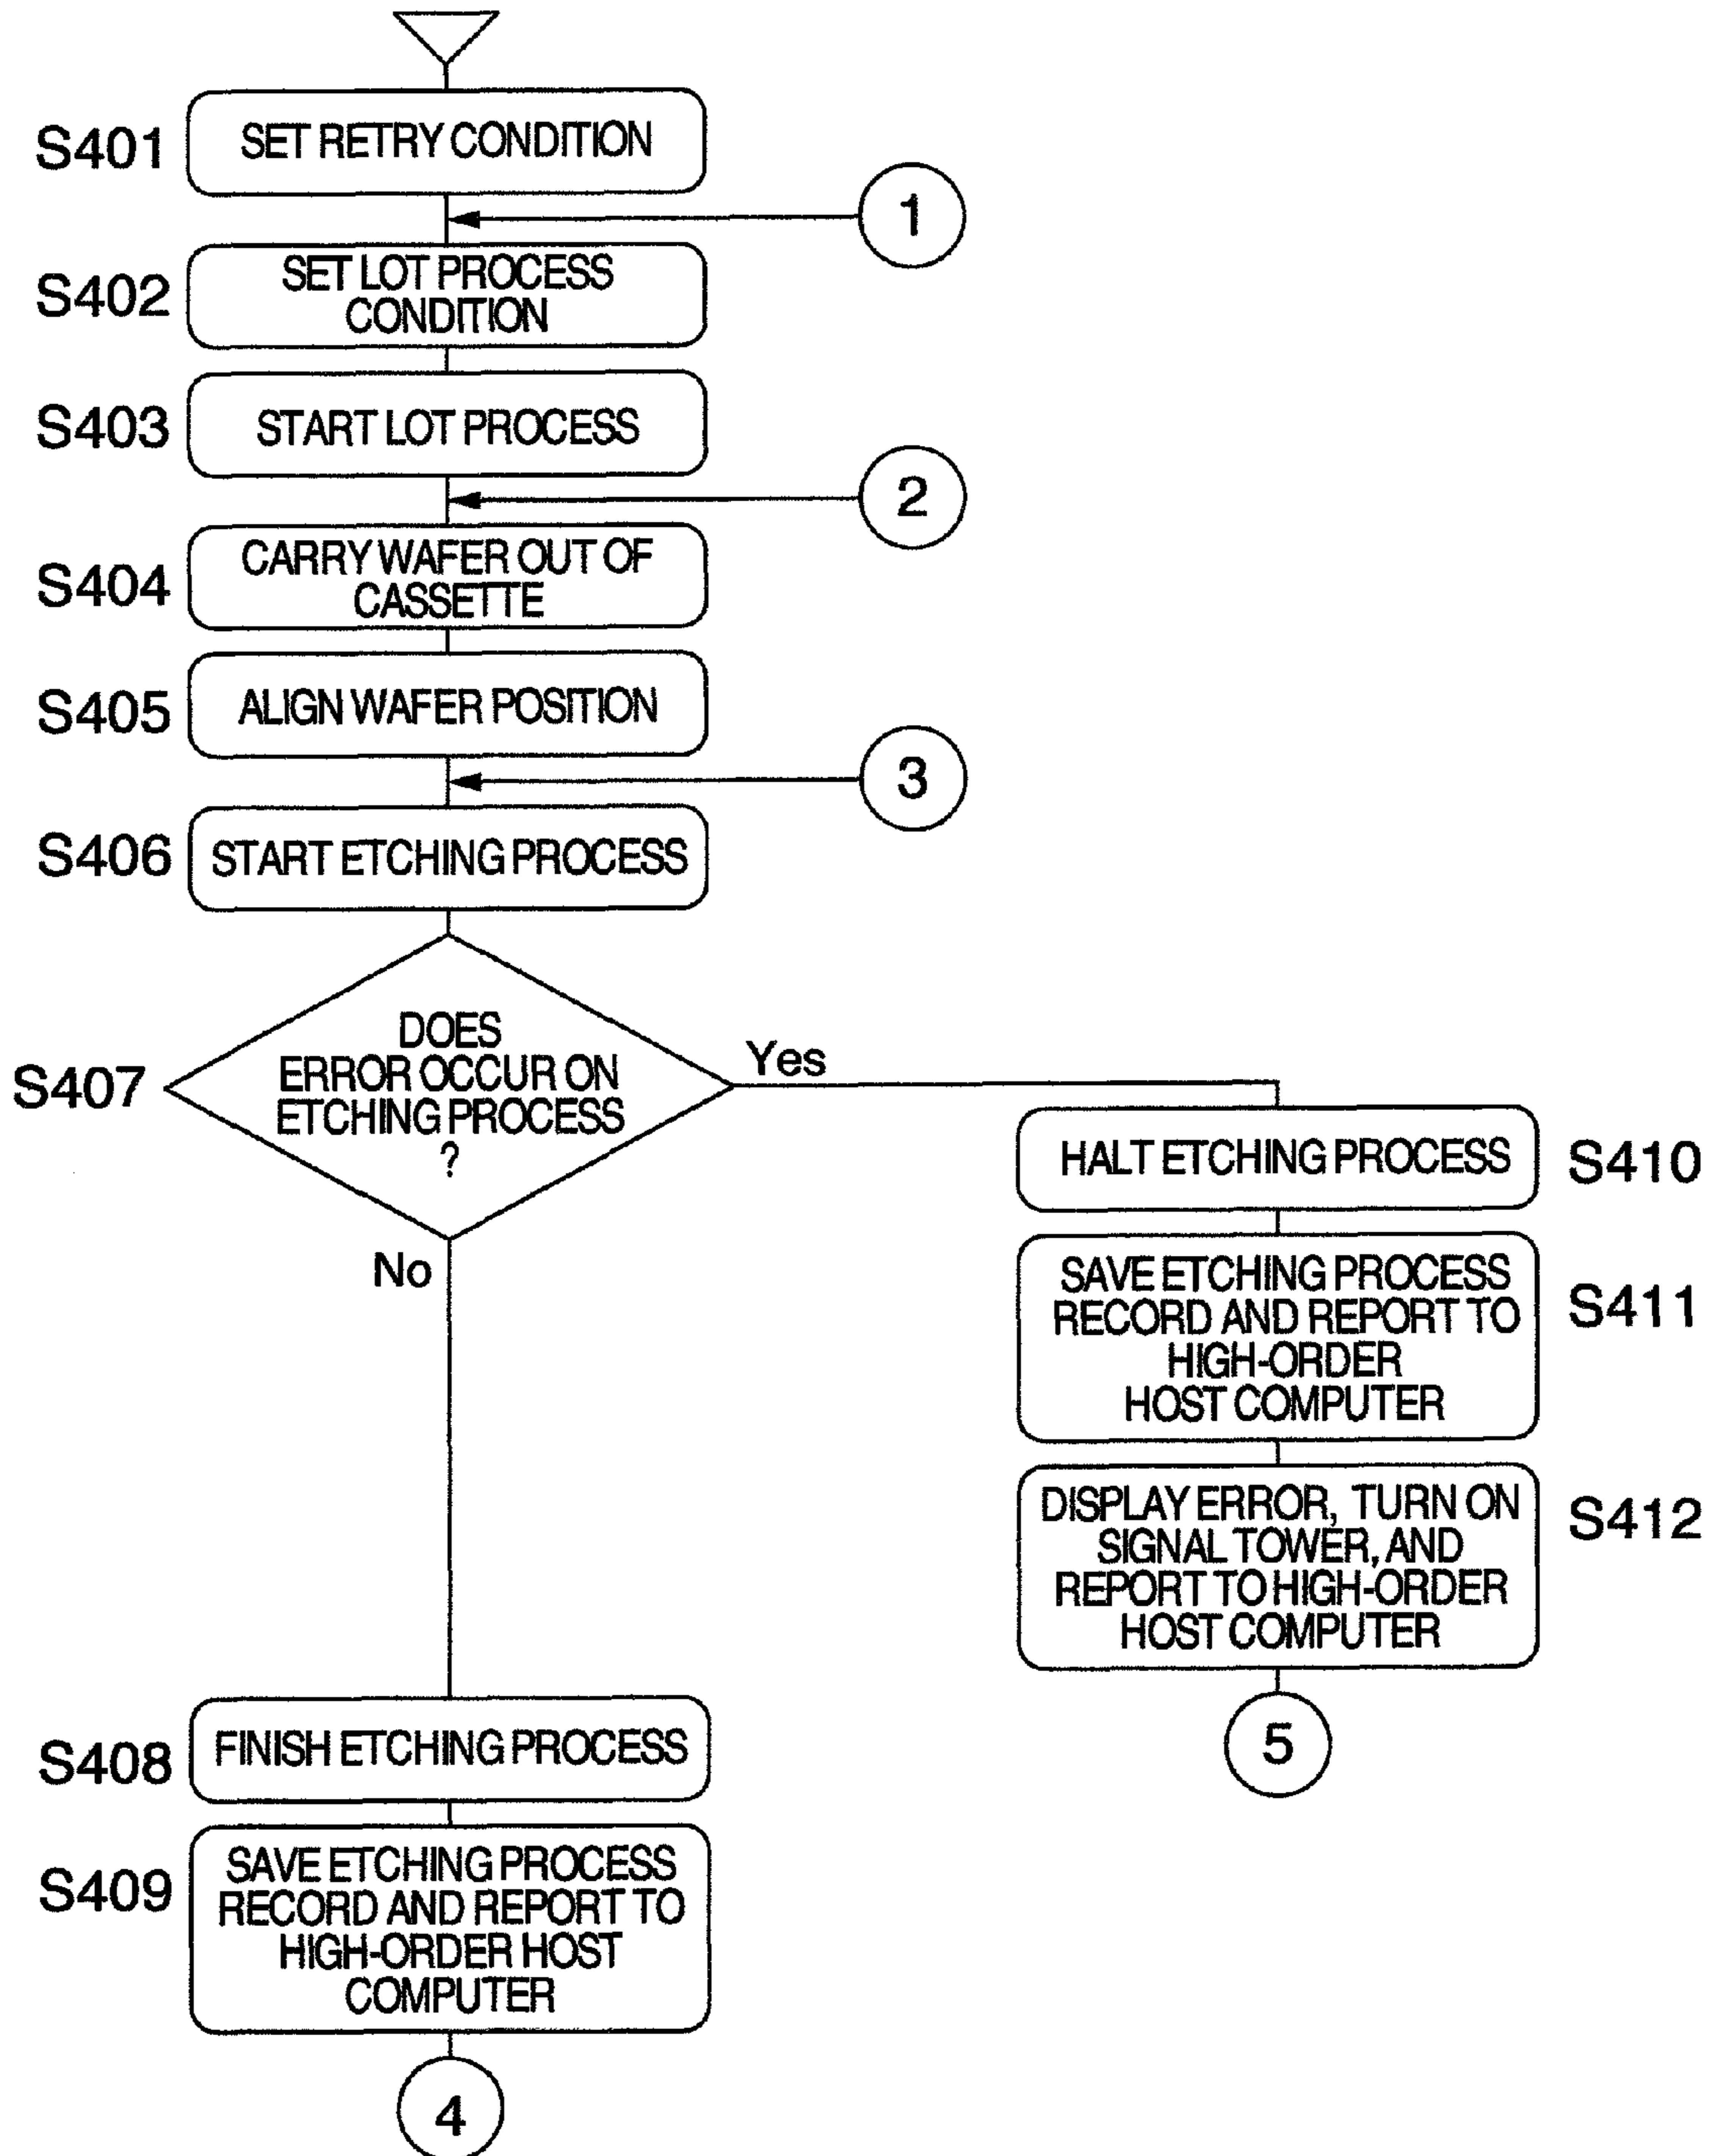 S401
SET RETRY CONDITION
1
S402
SET LOT PROCESS
CONDITION
S403
START LOT PROCESS
2
S404
CARRY WAFER OUT OF
CASSETTE
S405
ALIGN WAFER POSITION
3
S406
START ETCHING PROCESS
S407
DOES
ERROR OCCUR ON
ETCHING PROCESS
?
Yes
No
HALT ETCHING PROCESS
S410
SAVE ETCHING PROCESS
RECORD AND REPORT TO
HIGH-ORDER
HOST COMPUTER
S411
DISPLAY ERROR, TURN ON
SIGNAL TOWER, AND
REPORT TO HIGH-ORDER
HOST COMPUTER
S412
5
S408
FINISH ETCHING PROCESS
S409
SAVE ETCHING PROCESS
RECORD AND REPORT TO
HIGH-ORDER HOST
COMPUTER
4